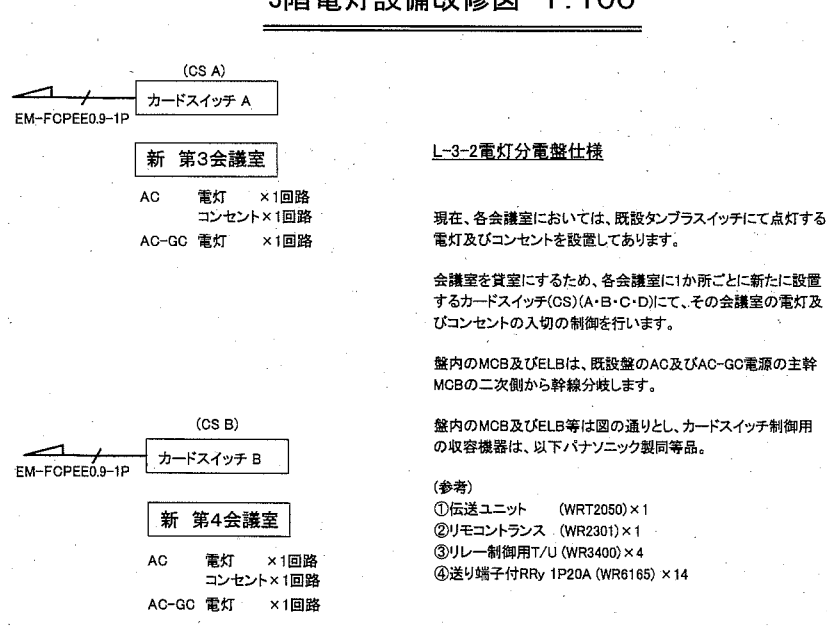 3階電灯設備改修図 1:100
(CS A)
カードスイッチ A
EM-FCPEE0.9-1P
新 第3会議室
AC 電灯 ×1回路
コンセント×1回路
AC-GC 電灯 ×1回路
(CS B)
カードスイッチ B
EM-FCPEE0.9-1P
新 第4会議室
AC 電灯 ×1回路
コンセント×1回路
AC-GC 電灯 ×1回路
L-3-2電灯分電盤仕様
現在、各会議室においては、既設タンブラスイッチにて点灯する
電灯及びコンセントを設置してあります。
会議室を貸室にするため、各会議室に1か所ごとに新たに設置
するカードスイッチ(CS)(A・B・C・D)にて、その会議室の電灯及
びコンセントの入切の制御を行います。
盤内のMCB及びELBは、既設盤のAC及びAC-GC電源の主幹
MCBの二次側から幹線分岐します。
盤内のMCB及びELB等は図の通りとし、カードスイッチ制御用
の収容機器は、以下パナソニック製同等品。
(参考)
①伝送ユニット (WRT2050)×1
②リモコントランス (WR2301)×1
③リレー制御用T/U (WR3400)×4
④送り端子付RRy 1P20A (WR6165) ×14